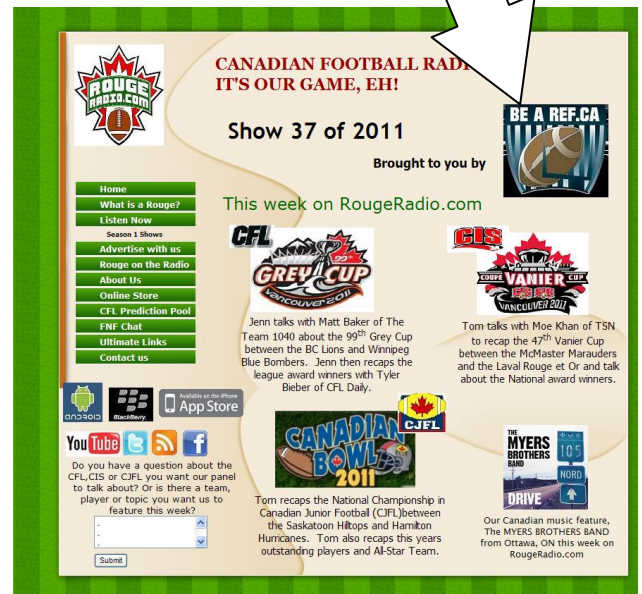 ROUGE
RADIO.COM
CANADIAN FOOTBALL RAD
IT'S OUR GAME, EH!
Show 37 of 2011
Brought to you by
BE A REF.CA
Home
What is a Rouge?
Listen Now
Season 1 Shows
Advertise with us
Rouge on the Radio
About Us
Online Store
CFL Prediction Pool
FNF Chat
Ultimate Links
Contact us
This week on RougeRadio.com
CFL
99th
GREY CUP
VANCOUVER 2011
Jenn talks with Matt Baker of The
Team 1040 about the 99th Grey Cup
between the BC Lions and Winnipeg
Blue Bombers. Jenn then recaps the
league award winners with Tyler
Bieber of CFL Daily.
CIS
COUPE VANIER CUP
VANCOUVER 2011
Tom talks with Moe Khan of TSN
to recap the 47th Vanier Cup
between the McMaster Marauders
and the Laval Rouge et Or and talk
about the National award winners.
ANDROID
BlackBerry.
Available on the iPhone
App Store
You Tube
Do you have a question about the
CFL,CIS or CJFL you want our panel
to talk about? Or is there a team,
player or topic you want us to
feature this week?
Submit
CJFL
CANADIAN
BOWL
2011
Tom recaps the National Championship in
Canadian Junior Football (CJFL)between
the Saskatoon Hilltops and Hamilton
Hurricanes. Tom also recaps this years
outstanding players and All-Star Team.
THE
MYERS
BROTHERS
BAND
DRIVE
105
NORD
Our Canadian music feature,
The MYERS BROTHERS BAND
from Ottawa, ON this week on
RougeRadio.com